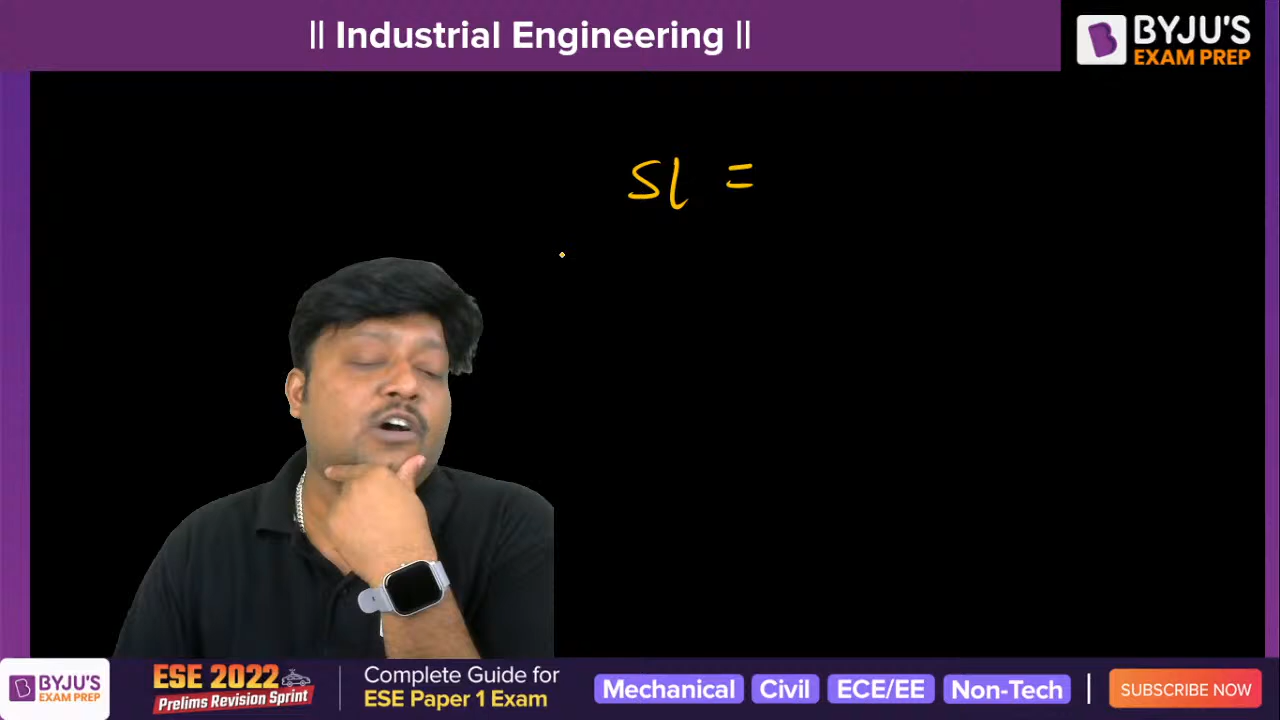 || Industrial Engineering ||
BYJU'S
EXAM PREP
Sl =
BYJU'S
EXAM PREP
ESE 2022
Prelims Revision Sprint
Complete Guide for
ESE Paper 1 Exam
Mechanical
Civil
ECE/EE
Non-Tech
SUBSCRIBE NOW